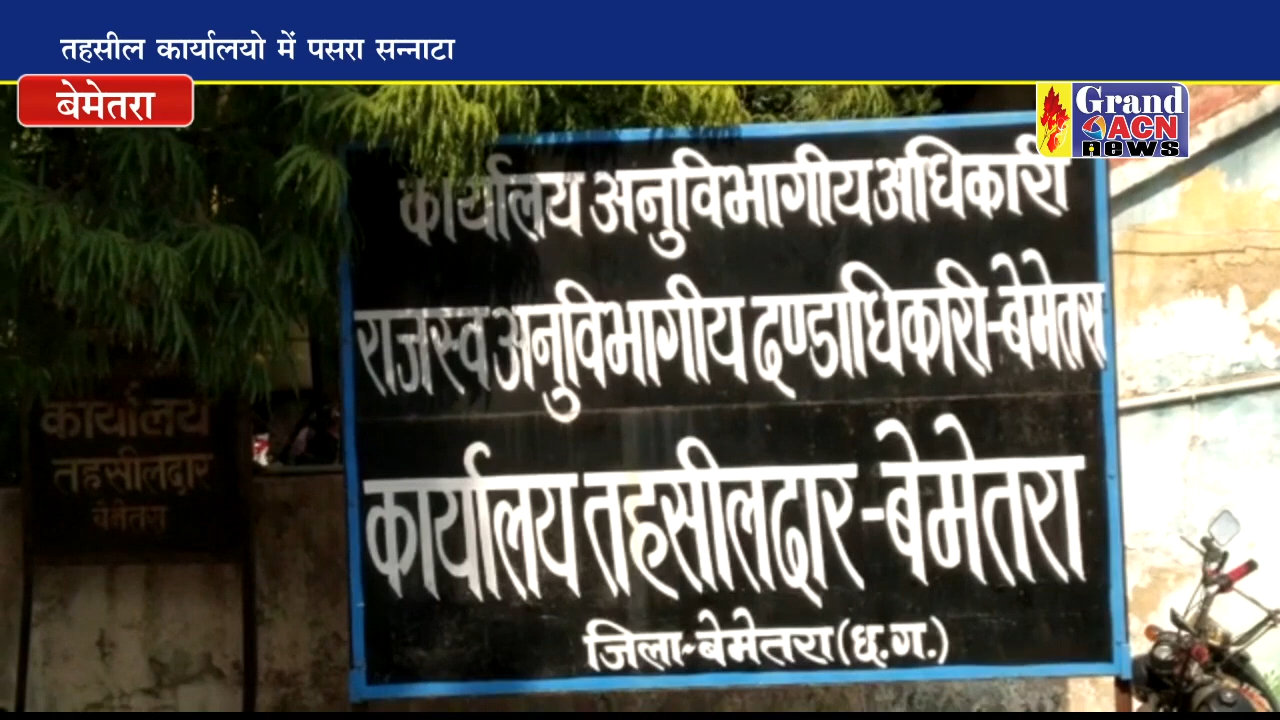 तहसील कार्यालयो में पसरा सन्नाटा
बेमेतरा
Grand
ACN
news
कार्यालय अनुविभागीय अधिकारी
राजस्व अनुविभागीय दण्डाधिकारी-बेमेतरा
कार्यालय तहसीलदार-बेमेतरा
जिला-बेमेतरा (छ.ग.)
कार्यालय
तहसीलदार
बेमेतरा